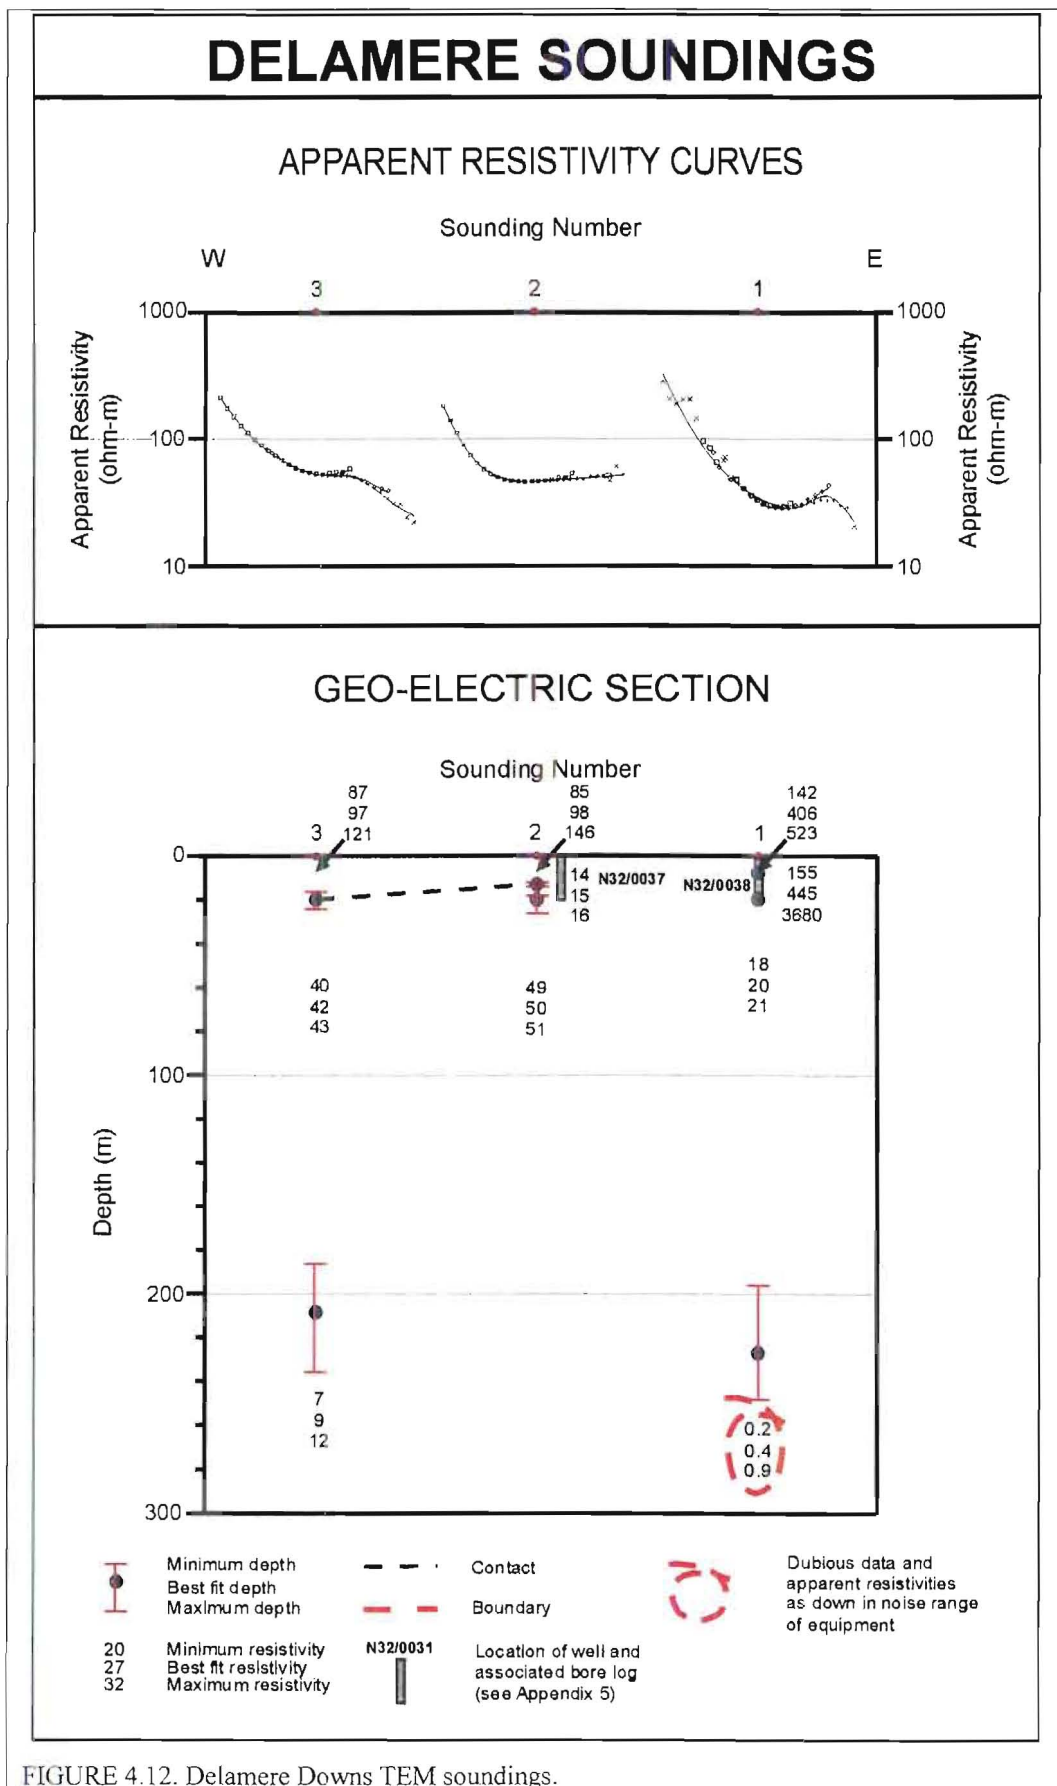 DELAMERE SOUNDINGS
APPARENT RESISTIVITY CURVES
Sounding Number
W E
3 2 1
1000 1000
100 100
10 10
Apparent Resistivity
(ohm-m)
Apparent Resistivity
(ohm-m)
GEO-ELECTRIC SECTION
Sounding Number
87 85 142
97 98 406
3 121 2 146 1 523
0
14 N32/0037 N32/0038 155
15 445
16 3680
18
40 49 20
42 50 21
43 51
100
Depth (m)
200
7
9
12
0.2
0.4
0.9
300
Minimum depth
Best fit depth
Maximum depth
20 Minimum resistivity
27 Best fit resistivity
32 Maximum resistivity
Contact
Boundary
N32/0031
Location of well and
associated bore log
(see Appendix 5)
Dubious data and
apparent resistivities
as down in noise range
of equipment
FIGURE 4.12. Delamere Downs TEM soundings.